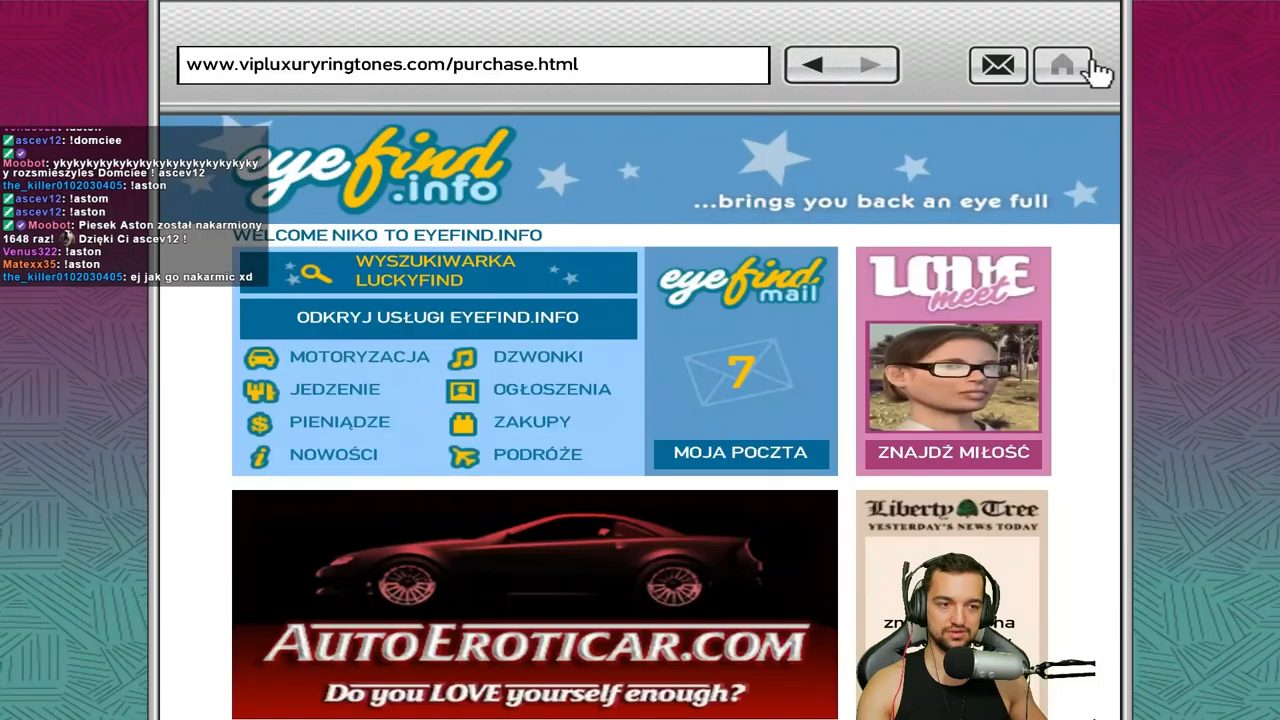 www.vipluxuryringtones.com/purchase.html
ascev12: !domciee
Moobot: ykykykykykykykykykykykykykyky
y rozsmieszyles Domciee ! ascev12
the_killer0102030405: !aston
ascev12: !astom
ascev12: !aston
Moobot: Piesek Aston został nakarmiony
1648 raz! Dzięki Ci ascev12 !
Venus322: !aston
Matexx35: !aston
the_killer0102030405: ej jak go nakarmic xd
eyefind
.info
...brings you back an eye full
WELCOME NIKO TO EYEFIND.INFO
WYSZUKIWARKA
LUCKYFIND
ODKRYJ USŁUGI EYEFIND.INFO
MOTORYZACJA
DZWONKI
JEDZENIE
OGŁOSZENIA
PIENIĄDZE
ZAKUPY
NOWOŚCI
PODRÓŻE
eyefind
mail
7
MOJA POCZTA
LOVE
meet
ZNAJDŹ MIŁOŚĆ
AUTOEROTICAR.COM
Do you LOVE yourself enough?
Liberty Tree
YESTERDAY'S NEWS TODAY